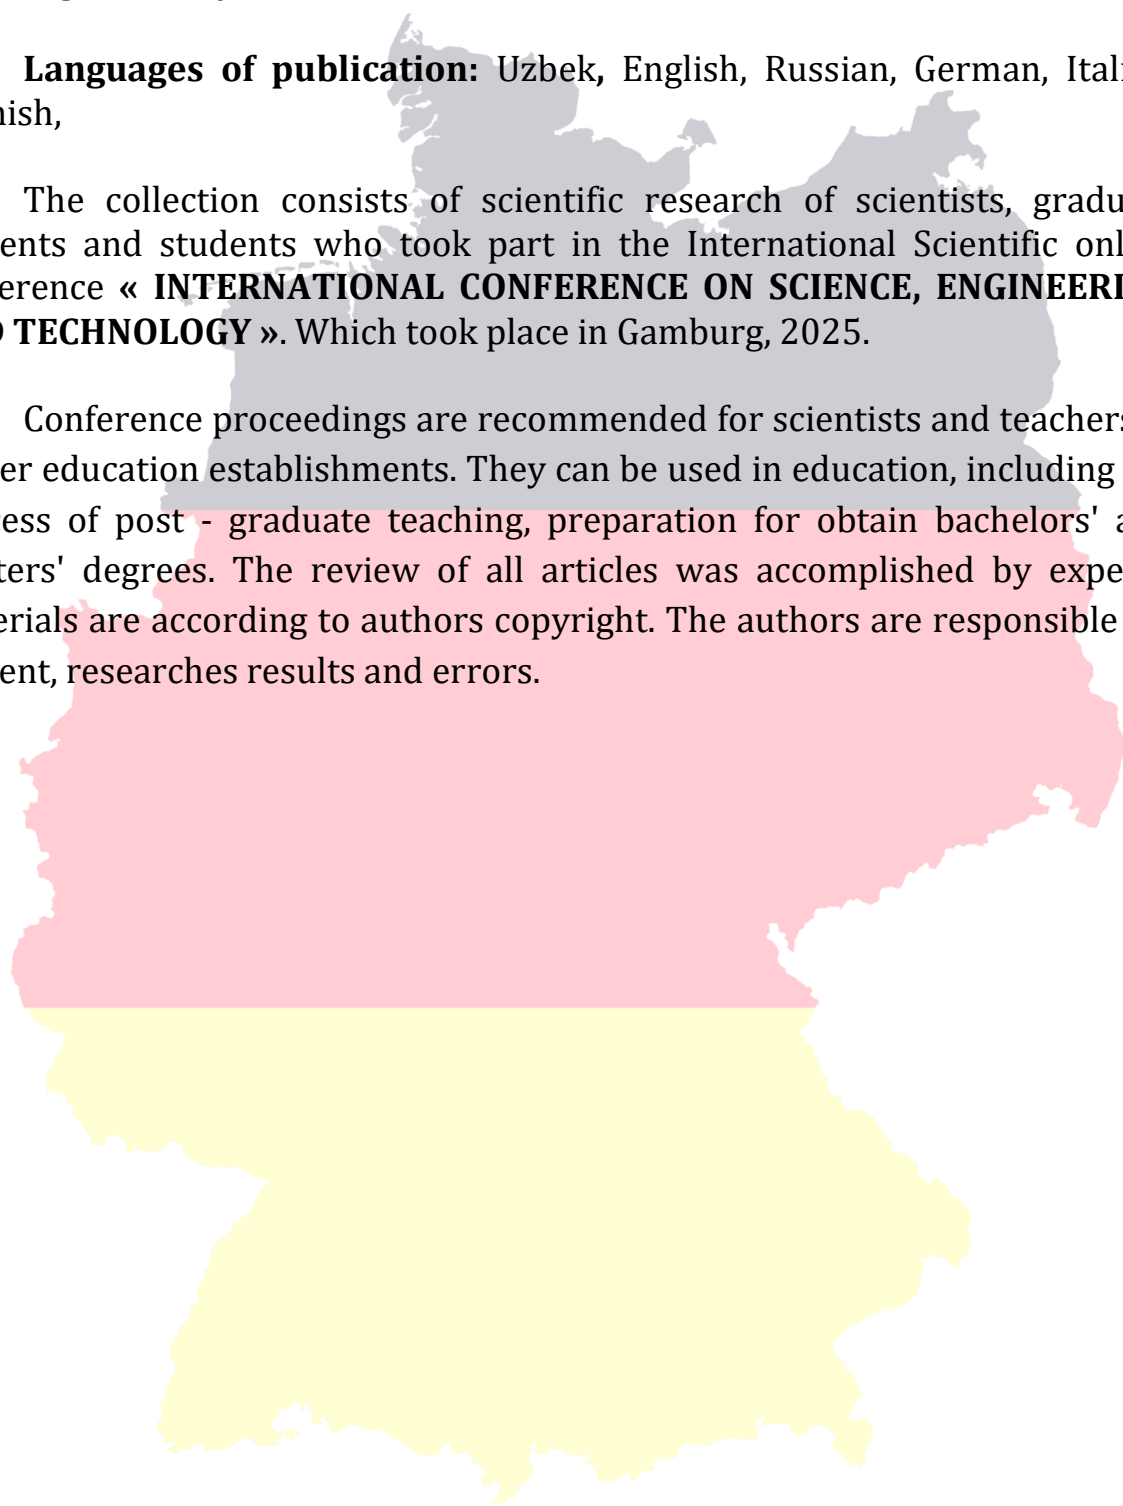 Languages of publication: Uzbek, English, Russian, German, Itali
nish,
The collection consists of scientific research of scientists, gradu
ents and students who took part in the International Scientific onl
erence « INTERNATIONAL CONFERENCE ON SCIENCE, ENGINEERI
D TECHNOLOGY ». Which took place in Gamburg, 2025.
Conference proceedings are recommended for scientists and teachers
er education establishments. They can be used in education, including
ess of post - graduate teaching, preparation for obtain bachelors' a
ters' degrees. The review of all articles was accomplished by expe
erials are according to authors copyright. The authors are responsible
ent, researches results and errors.